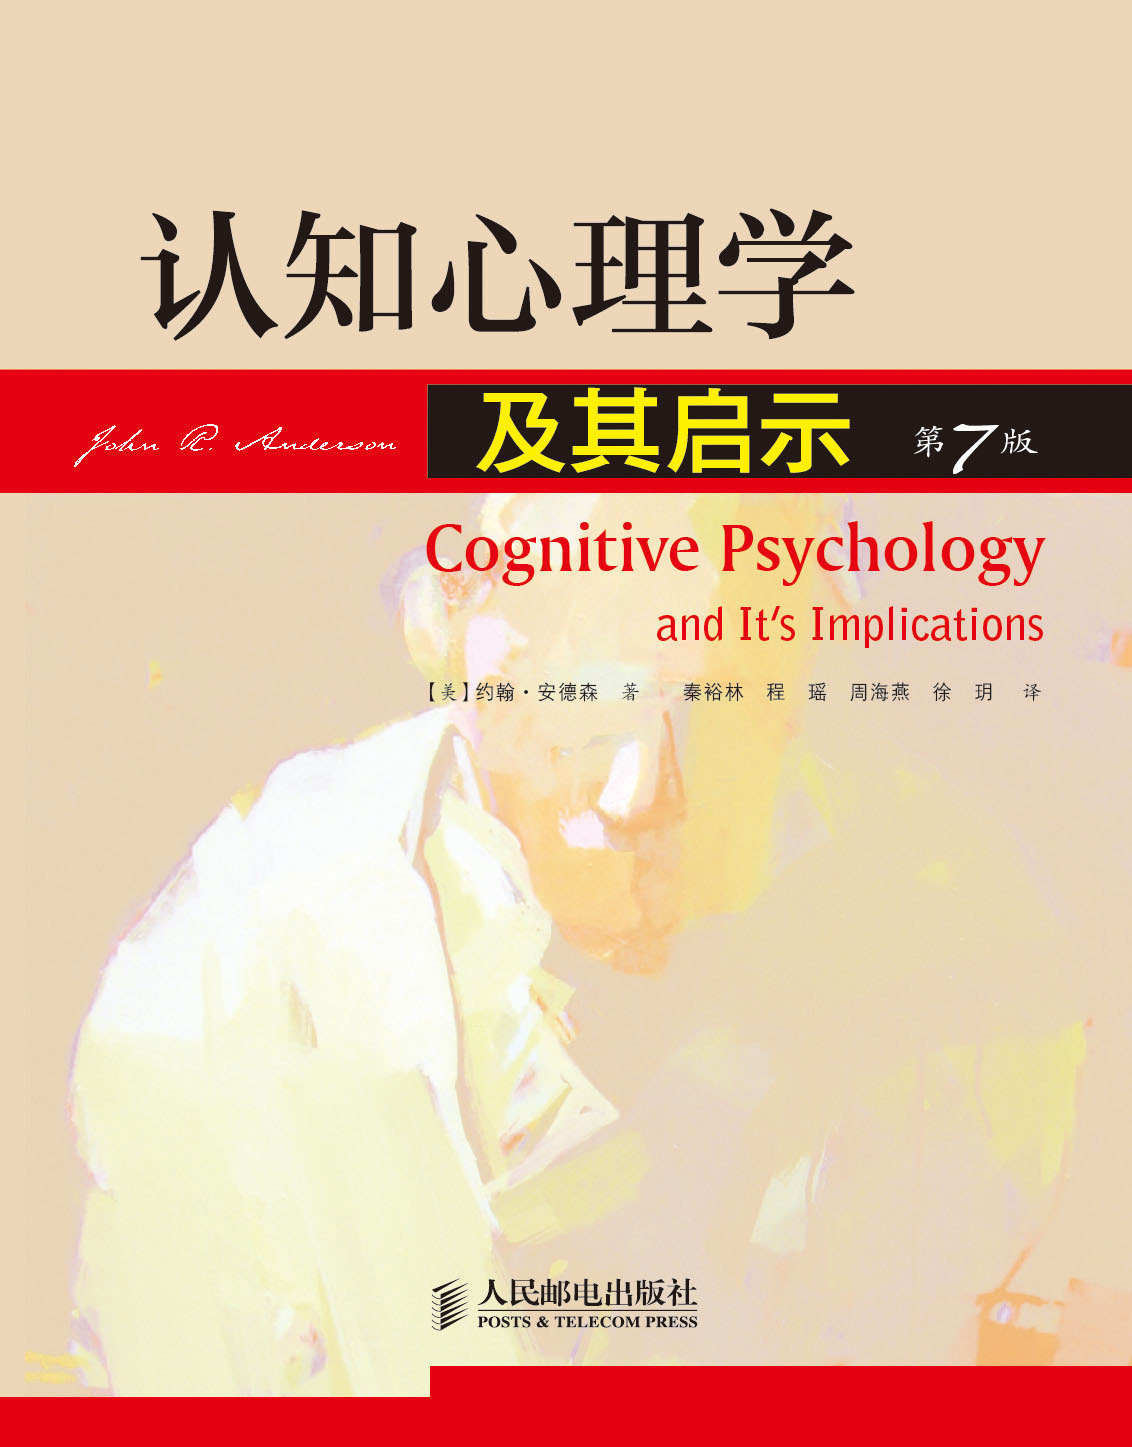 认知心理学
John R. Anderson
及其启示 第7版
Cognitive Psychology
and It's Implications
【美】约翰·安德森 著 秦裕林 程 瑶 周海燕 徐 玥 译
人民邮电出版社
POSTS & TELECOM PRESS